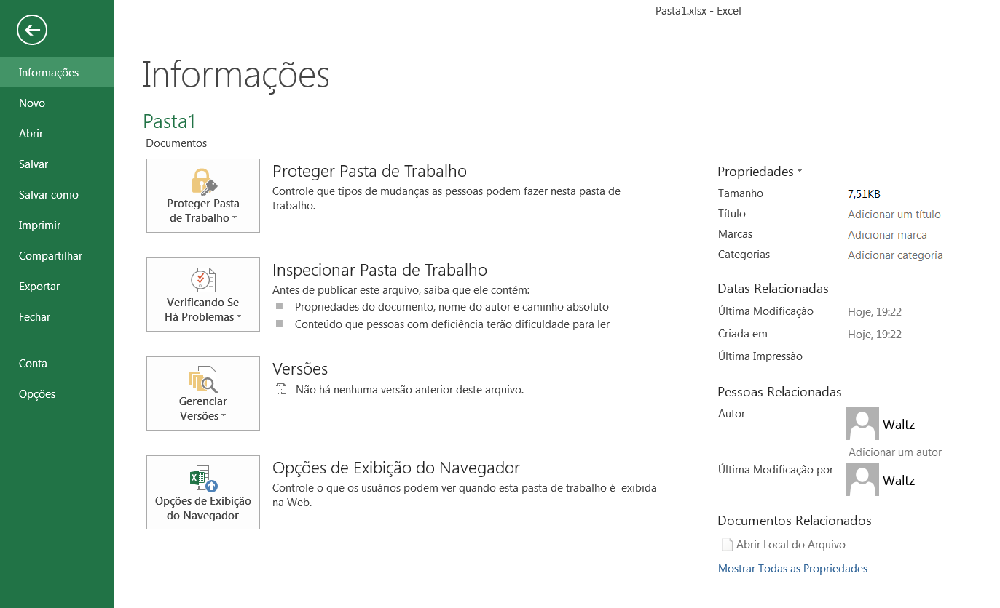 Pasta1.xlsx - Excel
Informações
Novo
Abrir
Salvar
Salvar como
Imprimir
Compartilhar
Exportar
Fechar
Conta
Opções
Informações
Pasta1
Documentos
Proteger Pasta
de Trabalho
Proteger Pasta de Trabalho
Controle que tipos de mudanças as pessoas podem fazer nesta pasta de
trabalho.
Verificando Se
Há Problemas
Inspecionar Pasta de Trabalho
Antes de publicar este arquivo, saiba que ele contém:
Propriedades do documento, nome do autor e caminho absoluto
Conteúdo que pessoas com deficiência terão dificuldade para ler
Gerenciar
Versões
Versões
Não há nenhuma versão anterior deste arquivo.
Opções de Exibição
do Navegador
Opções de Exibição do Navegador
Controle o que os usuários podem ver quando esta pasta de trabalho é  exibida
na Web.
Propriedades
Tamanho 7,51KB
Título Adicionar um título
Marcas Adicionar marca
Categorias Adicionar categoria
Datas Relacionadas
Última Modificação Hoje, 19:22
Criada em Hoje, 19:22
Última Impressão
Pessoas Relacionadas
Autor Waltz
Adicionar um autor
Última Modificação por Waltz
Documentos Relacionados
Abrir Local do Arquivo
Mostrar Todas as Propriedades